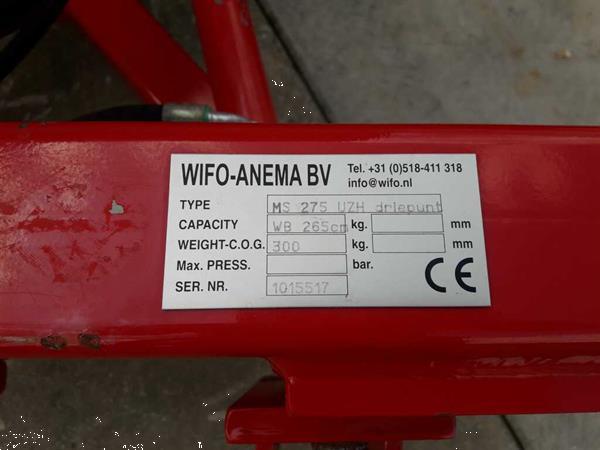 WIFO-ANEMA BV Tel. +31 (0)518-411 318
info@wifo.nl
TYPE MS 275 UZH driepunt
CAPACITY WB 265cm kg. mm
WEIGHT-C.O.G. 300 kg. mm
Max. PRESS. bar.
SER. NR. 1015517 CE